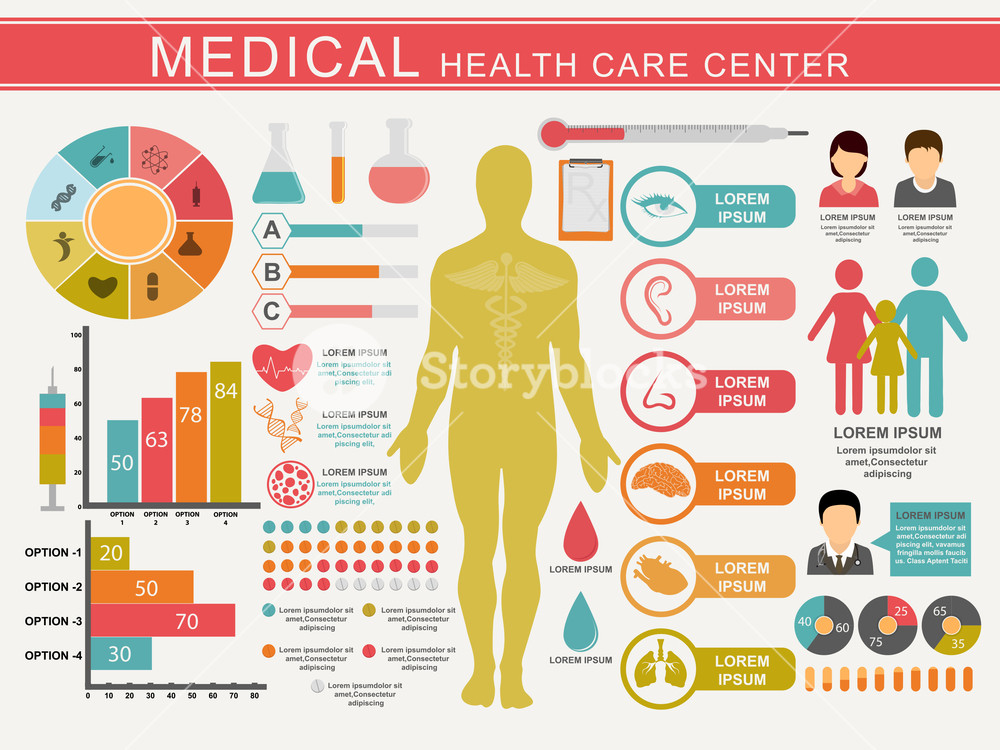 MEDICAL HEALTH CARE CENTER
A
B
C
Rx
LOREM IPSUM
Lorem ipsumdolor sit
amet,Consectetur adi
piscing elit,
LOREM IPSUM
Lorem ipsumdolor sit
amet,Consectetur adi
piscing elit,
LOREM IPSUM
Lorem ipsumdolor sit
amet,Consectetur adi
piscing elit,
100
80
60
40
20
0
50
63
78
84
OPTION
1
OPTION
2
OPTION
3
OPTION
4
OPTION -1
20
OPTION -2
50
OPTION -3
70
OPTION -4
30
0 10 20 30 40 50 60 70 80
Lorem ipsumdolor sit
amet,Consectetur
adipiscing
Lorem ipsumdolor sit
amet,Consectetur
adipiscing
Lorem ipsumdolor sit
amet,Consectetur
adipiscing
Lorem ipsumdolor sit
amet,Consectetur
adipiscing
Lorem ipsumdolor sit
amet,Consectetur
adipiscing
Storyblocks
LOREM IPSUM
LOREM IPSUM
LOREM
IPSUM
LOREM
IPSUM
LOREM
IPSUM
LOREM
IPSUM
LOREM
IPSUM
LOREM
IPSUM
LOREM IPSUM
Lorem ipsumdolor sit
amet,Consectetur
adipiscing
LOREM IPSUM
Lorem ipsumdolor sit
amet,Consectetur
adipiscing
LOREM IPSUM
Lorem ipsumdolor sit
amet,Consectetur
adipiscing
LOREM IPSUM
Lorem ipsumdolor sit
amet,Consectetur adi
piscing elit, vivamus
fringilla mauris faucib
us. Class Aptent Taciti
40
60
25
75
65
35